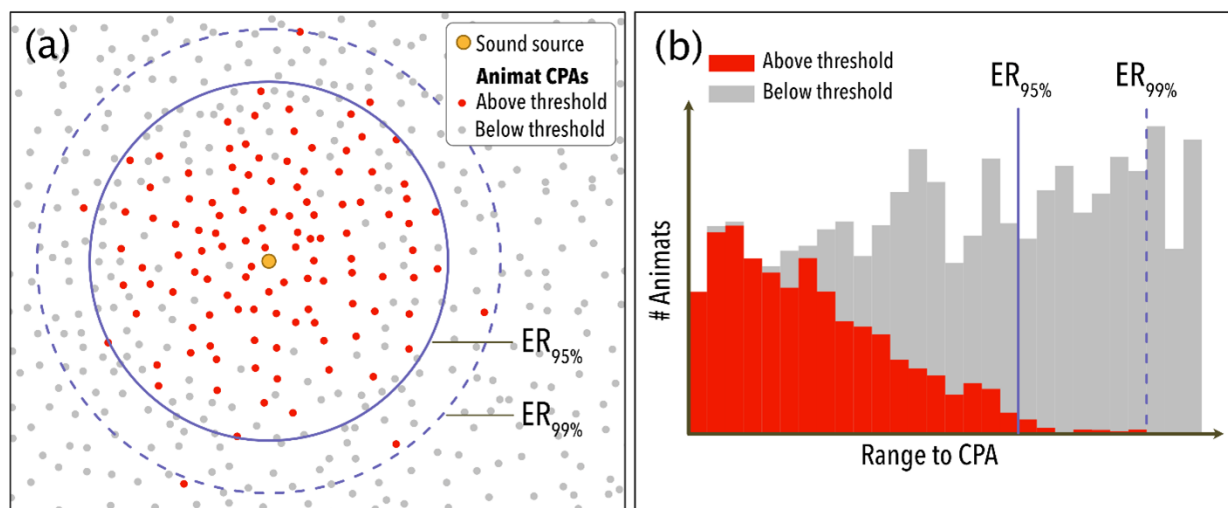 (a)
Sound source
Animat CPAs
Above threshold
Below threshold
ER95%
ER99%
(b)
Above threshold
Below threshold
ER95%
ER99%
# Animats
Range to CPA